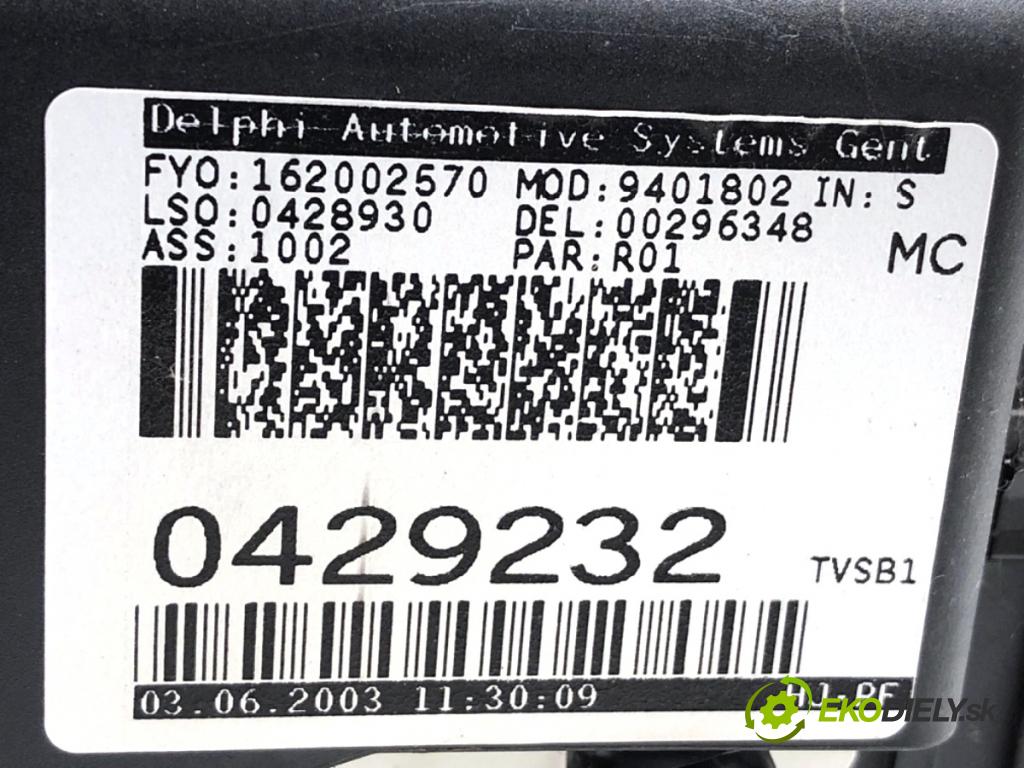 Delphi Automotive Systems Gent
FYO:162002570 MOD:9401802 IN: S
LSO:0428930 DEL:00296348
ASS:1002 PAR:R01 MC
0429232 TVSB1
03.06.2003 11:30:09
EKODIELY.sk